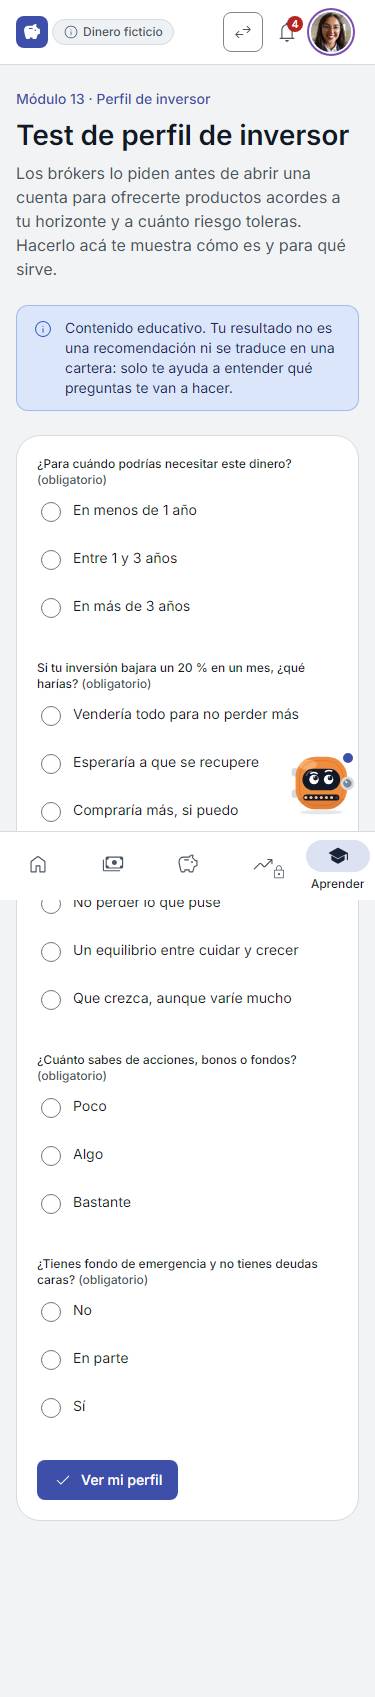 Dinero ficticio
4
Módulo 13 · Perfil de inversor
Test de perfil de inversor
Los brókers lo piden antes de abrir una
cuenta para ofrecerte productos acordes a
tu horizonte y a cuánto riesgo toleras.
Hacerlo acá te muestra cómo es y para qué
sirve.
Contenido educativo. Tu resultado no es
una recomendación ni se traduce en una
cartera: solo te ayuda a entender qué
preguntas te van a hacer.
¿Para cuándo podrías necesitar este dinero?
(obligatorio)
En menos de 1 año
Entre 1 y 3 años
En más de 3 años
Si tu inversión bajara un 20 % en un mes, ¿qué
harías? (obligatorio)
Vendería todo para no perder más
Esperaría a que se recupere
Compraría más, si puedo
Aprender
No perder lo que puse
Un equilibrio entre cuidar y crecer
Que crezca, aunque varíe mucho
¿Cuánto sabes de acciones, bonos o fondos?
(obligatorio)
Poco
Algo
Bastante
¿Tienes fondo de emergencia y no tienes deudas
caras? (obligatorio)
No
En parte
Sí
Ver mi perfil